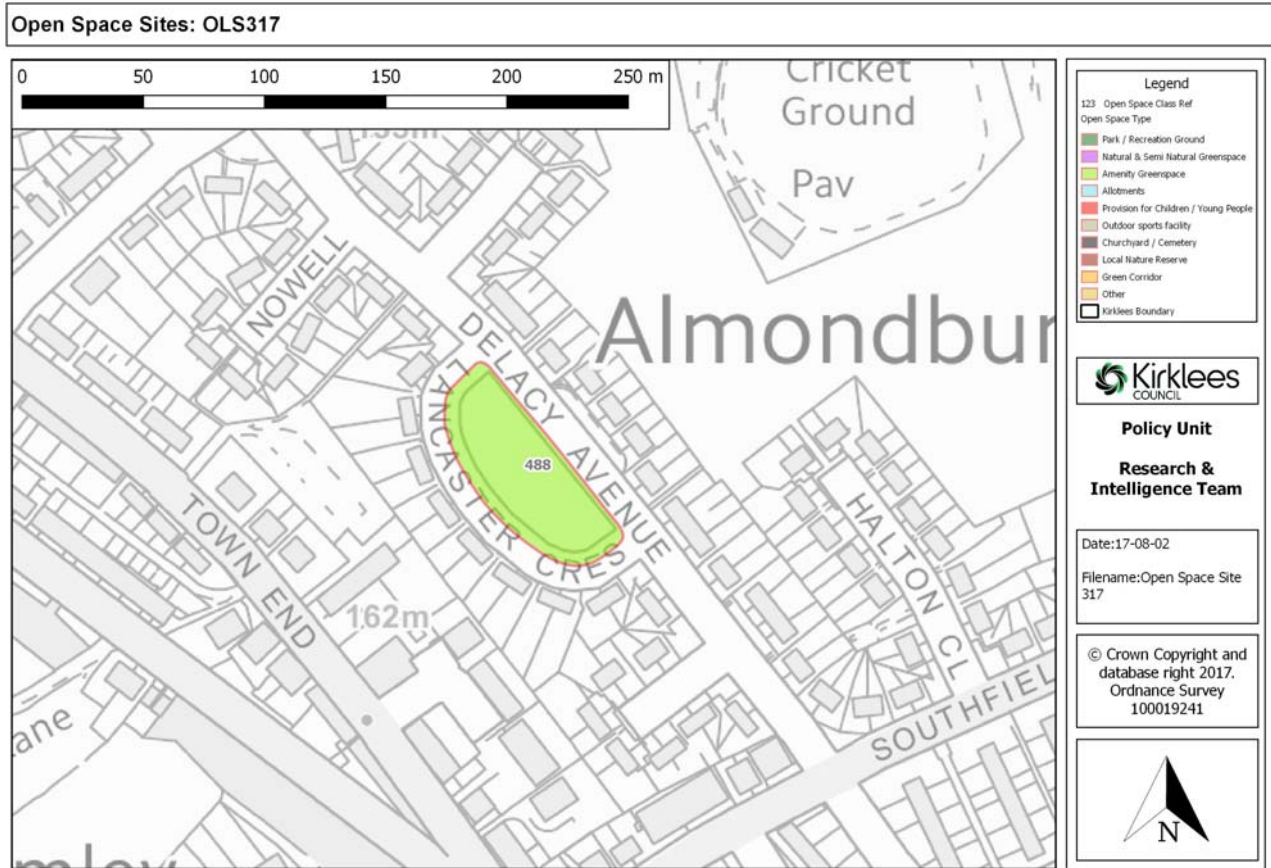 Open Space Sites: OLS317
0 50 100 150 200 250 m
Cricket
Ground
Pav
NOWELL
Almondbur
DELACY AVENUE
LANCASTER CRES
488
TOWN END
162m
HALTON CL
SOUTHFIEL
ane
Legend
123 Open Space Class Ref
Open Space Type
Park / Recreation Ground
Natural & Semi Natural Greenspace
Amenity Greenspace
Allotments
Provision for Children / Young People
Outdoor sports facility
Churchyard / Cemetery
Local Nature Reserve
Green Corridor
Other
Kirklees Boundary
Kirklees
COUNCIL
Policy Unit
Research &
Intelligence Team
Date:17-08-02
Filename:Open Space Site
317
© Crown Copyright and
database right 2017.
Ordnance Survey
100019241
N